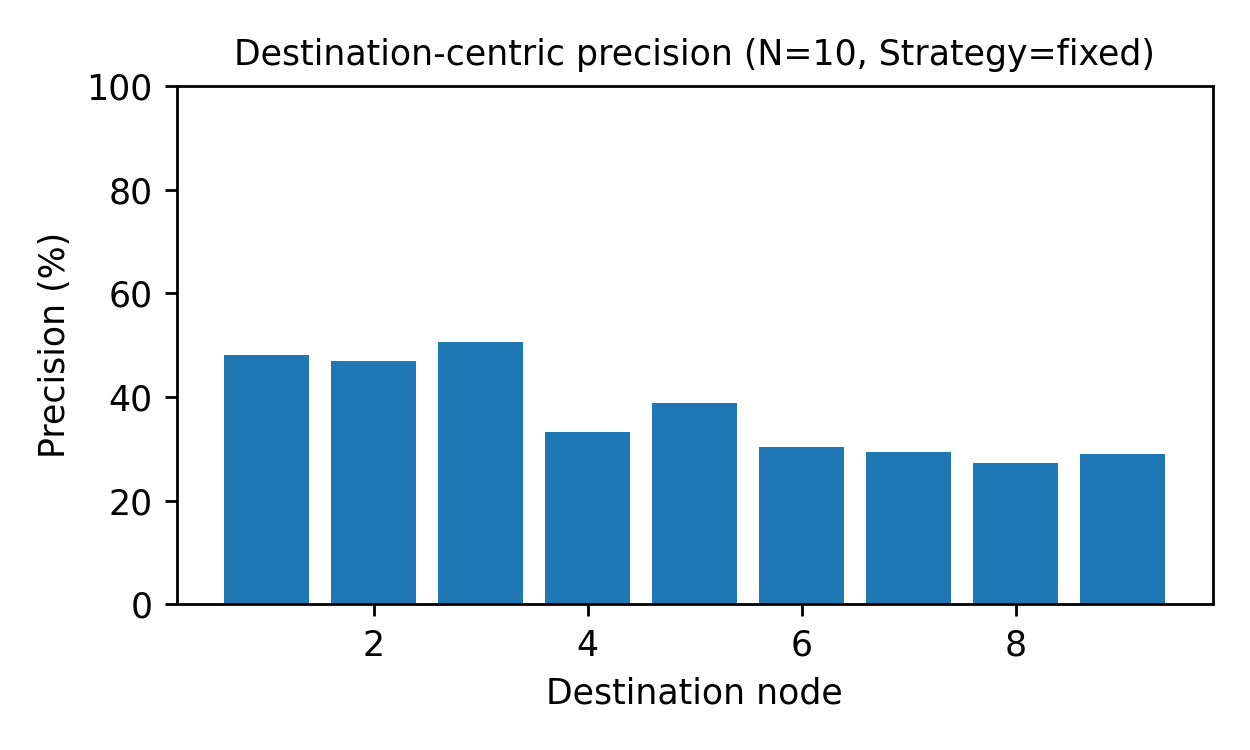 Destination-centric precision (N=10, Strategy=fixed)
100
80
60
40
20
0
Precision (%)
2 4 6 8
Destination node